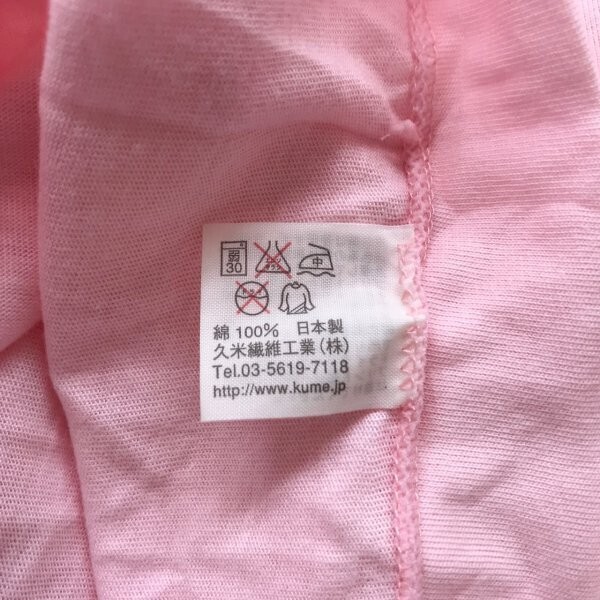 弱
30
中
綿 100% 日本製
久米繊維工業(株)
Tel.03-5619-7118
http://www.kume.jp